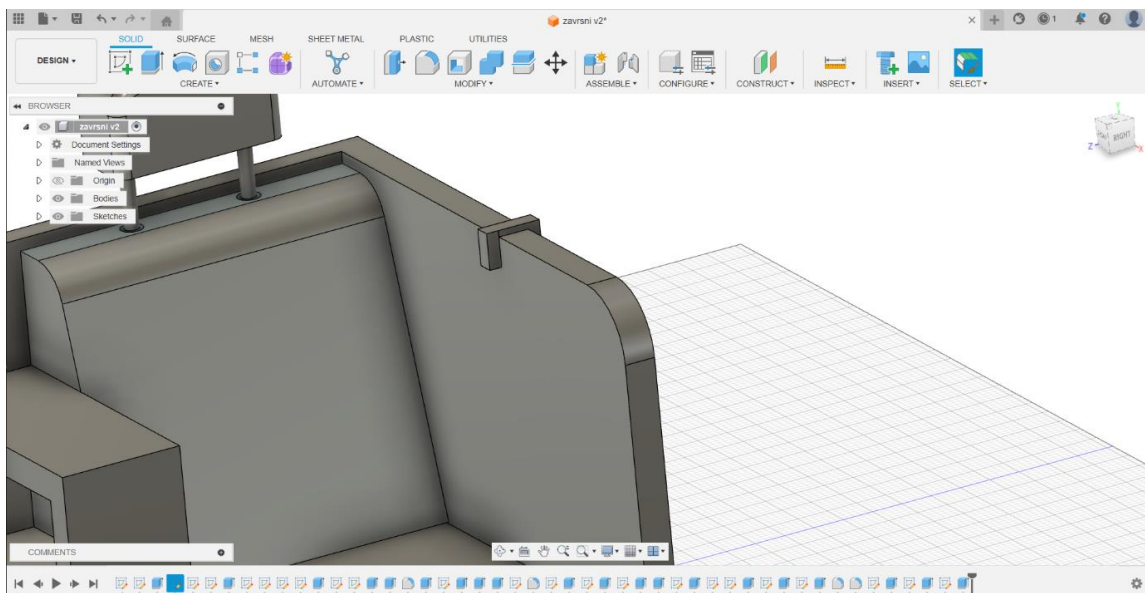 zavrsni v2*
1
SOLID SURFACE MESH SHEET METAL PLASTIC UTILITIES
DESIGN
CREATE AUTOMATE MODIFY ASSEMBLE CONFIGURE CONSTRUCT INSPECT INSERT SELECT
BROWSER
zavrsni v2
Document Settings
Named Views
Origin
Bodies
Sketches
Y
RIGHT
Z
X
COMMENTS